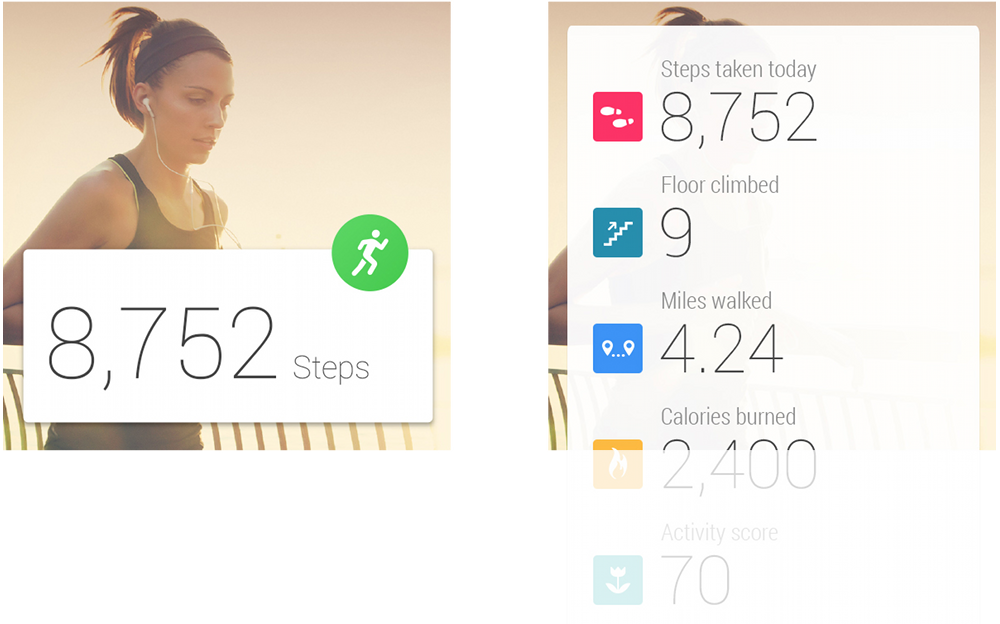 8,752 Steps
Steps taken today
8,752
Floor climbed
9
Miles walked
4.24
Calories burned
2,400
Activity score
70